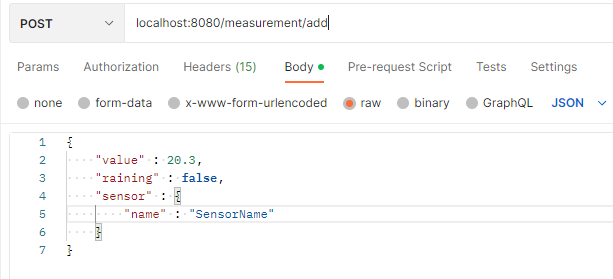 POST localhost:8080/measurement/add
Params Authorization Headers (15) Body Pre-request Script Tests Settings
none form-data x-www-form-urlencoded raw binary GraphQL JSON
1 {
2 "value" : 20.3,
3 "raining" : false,
4 "sensor" : {
5 "name" : "SensorName"
6 }
7 }